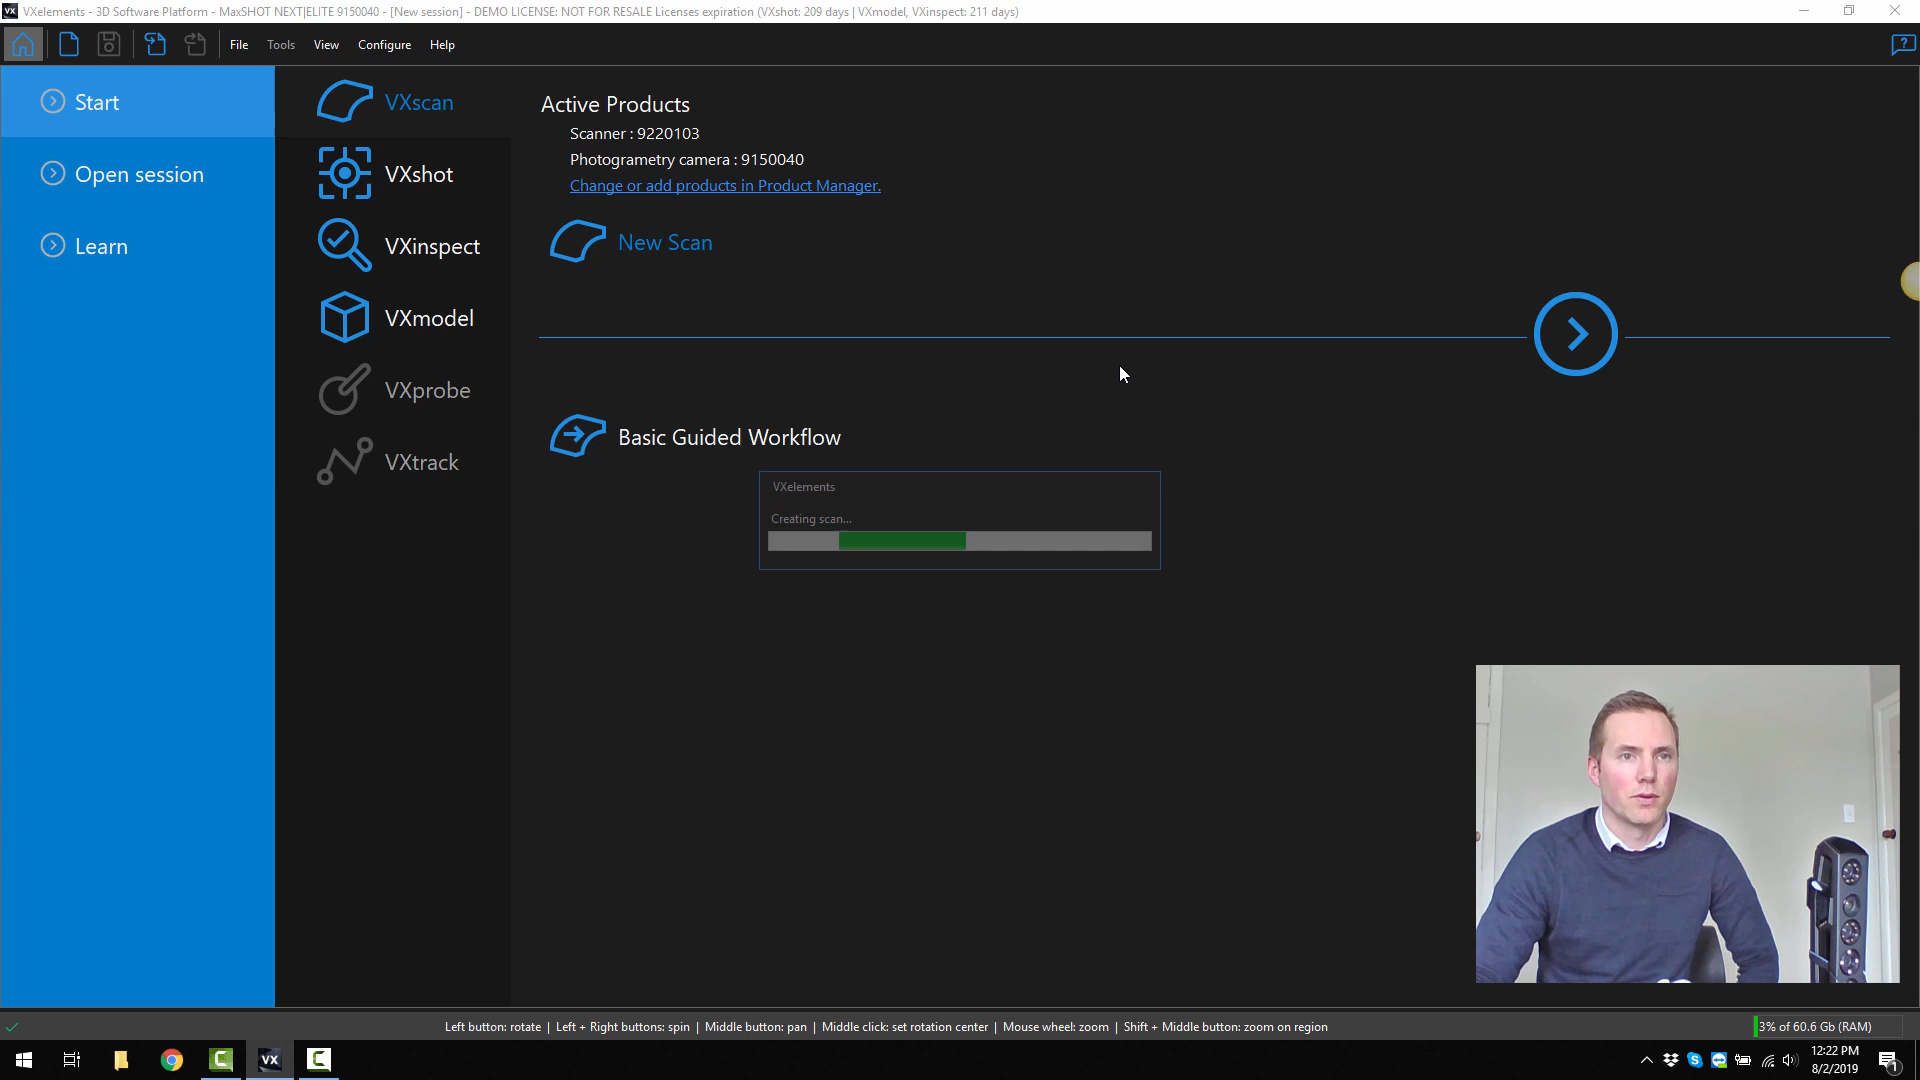 VX VXelements - 3D Software Platform - MaxSHOT NEXT|ELITE 9150040 - [New session] - DEMO LICENSE: NOT FOR RESALE Licenses expiration (VXshot: 209 days | VXmodel, VXinspect: 211 days)
File Tools View Configure Help
?
Start
Open session
Learn
VXscan
VXshot
VXinspect
VXmodel
VXprobe
VXtrack
Active Products
Scanner : 9220103
Photogrametry camera : 9150040
Change or add products in Product Manager.
New Scan
Basic Guided Workflow
VXelements
Creating scan...
Left button: rotate | Left + Right buttons: spin | Middle button: pan | Middle click: set rotation center | Mouse wheel: zoom | Shift + Middle button: zoom on region
3% of 60.6 Gb (RAM)
VX
12:22 PM
8/2/2019
1